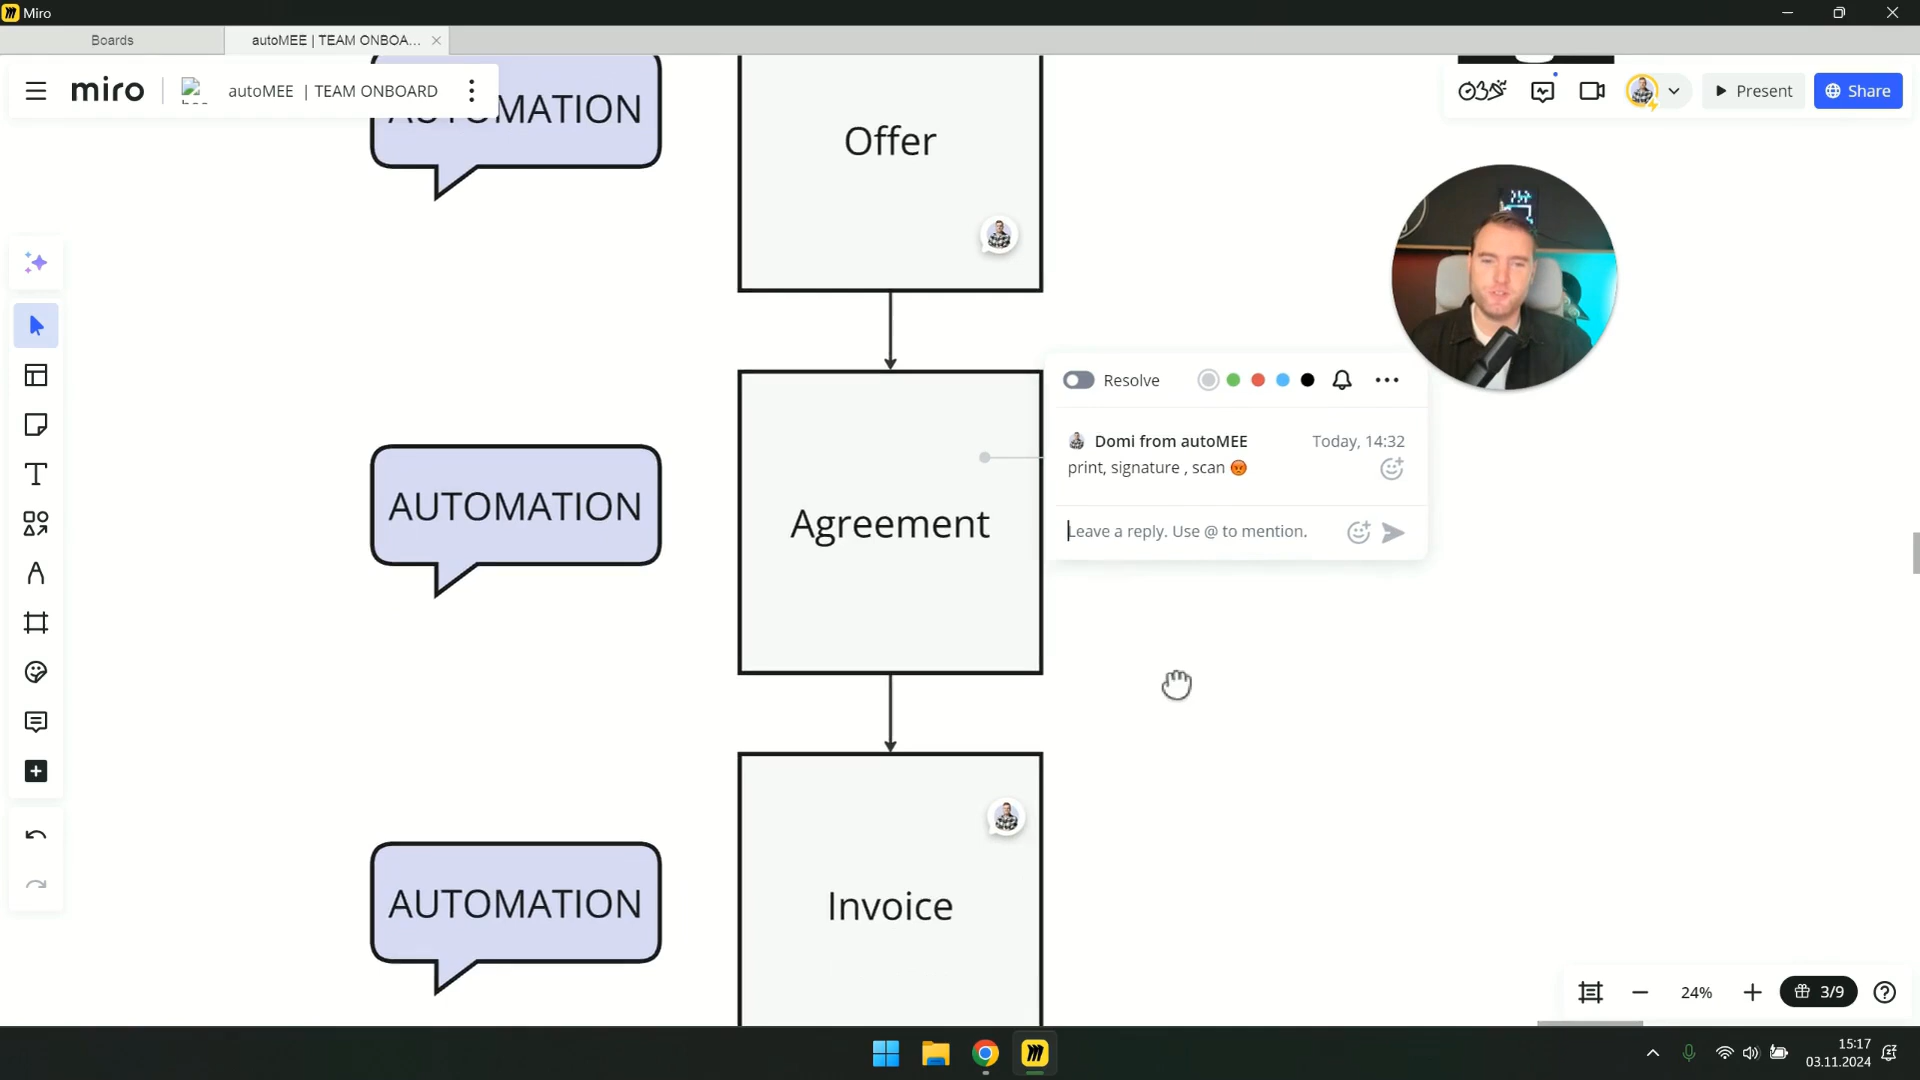 Miro
Boards
autoMEE | TEAM ONBOA...
miro
autoMEE | TEAM ONBOARD
Present
Share
AUTOMATION
Offer
Resolve
Domi from autoMEE
Today, 14:32
print, signature , scan 😡
Leave a reply. Use @ to mention.
AUTOMATION
Agreement
AUTOMATION
Invoice
24%
3/9
15:17
03.11.2024